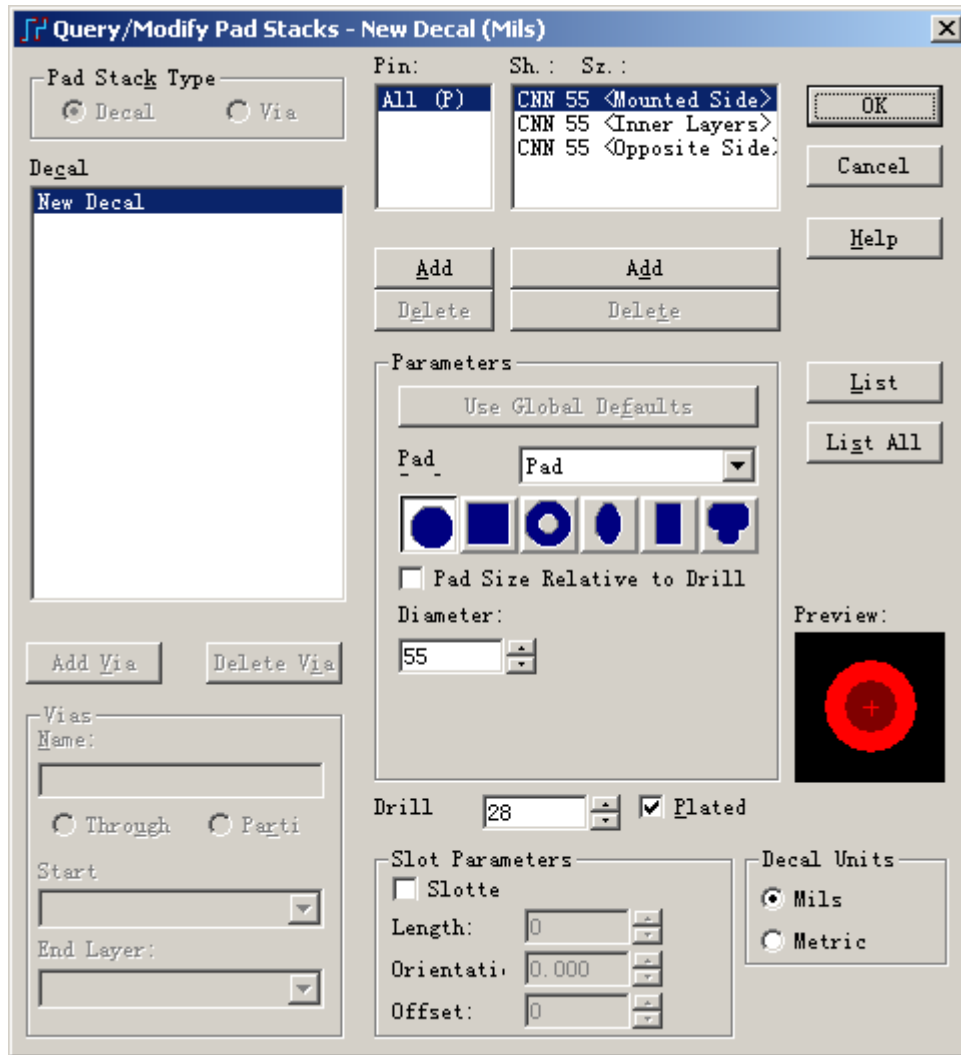 Query/Modify Pad Stacks - New Decal (Mils)
Pad Stack Type
Decal Via
Decal
New Decal
Add Via Delete Via
Vias
Name:
Through Parti
Start
End Layer:
Pin: Sh.: Sz.:
All (P)
CNN 55 <Mounted Side>
CNN 55 <Inner Layers>
CNN 55 <Opposite Side>
Add Add
Delete Delete
Parameters
Use Global Defaults
Pad Pad
Pad Size Relative to Drill
Diameter:
55
Drill 28 Plated
Slot Parameters
Slotte
Length: 0
Orientati 0.000
Offset: 0
OK
Cancel
Help
List
List All
Preview:
Decal Units
Mils
Metric